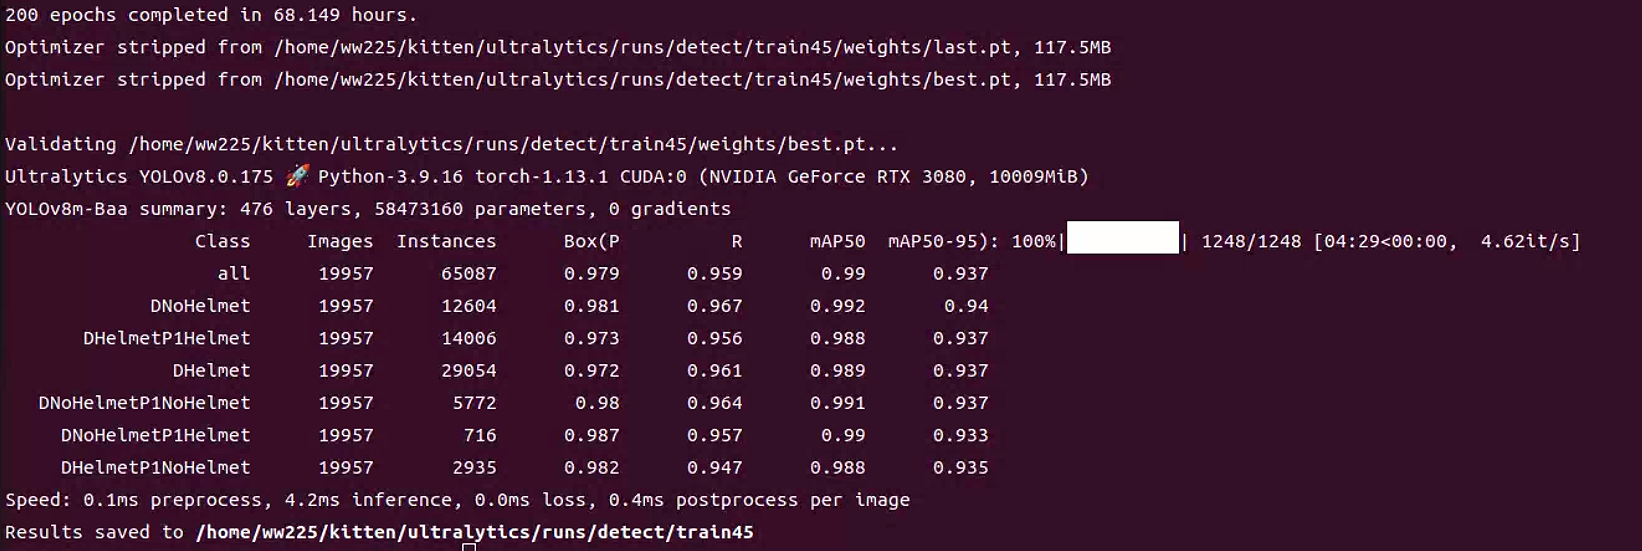 200 epochs completed in 68.149 hours.
Optimizer stripped from /home/ww225/kitten/ultralytics/runs/detect/train45/weights/last.pt, 117.5MB
Optimizer stripped from /home/ww225/kitten/ultralytics/runs/detect/train45/weights/best.pt, 117.5MB
Validating /home/ww225/kitten/ultralytics/runs/detect/train45/weights/best.pt...
Ultralytics YOLOv8.0.175 🚀 Python-3.9.16 torch-1.13.1 CUDA:0 (NVIDIA GeForce RTX 3080, 10009MiB)
YOLOv8m-Baa summary: 476 layers, 58473160 parameters, 0 gradients
Class Images Instances Box(P R mAP50 mAP50-95): 100%| | 1248/1248 [04:29<00:00, 4.62it/s]
all 19957 65087 0.979 0.959 0.99 0.937
DNoHelmet 19957 12604 0.981 0.967 0.992 0.94
DHelmetP1Helmet 19957 14006 0.973 0.956 0.988 0.937
DHelmet 19957 29054 0.972 0.961 0.989 0.937
DNoHelmetP1NoHelmet 19957 5772 0.98 0.964 0.991 0.937
DNoHelmetP1Helmet 19957 716 0.987 0.957 0.99 0.933
DHelmetP1NoHelmet 19957 2935 0.982 0.947 0.988 0.935
Speed: 0.1ms preprocess, 4.2ms inference, 0.0ms loss, 0.4ms postprocess per image
Results saved to /home/ww225/kitten/ultralytics/runs/detect/train45